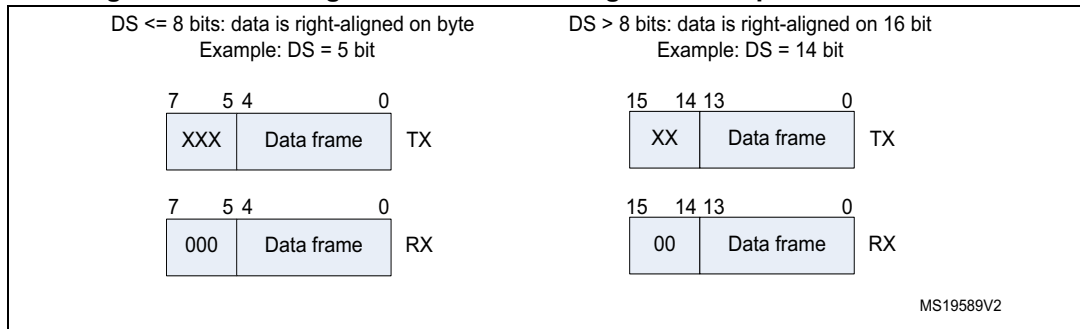 DS <= 8 bits: data is right-aligned on byte
Example: DS = 5 bit
7 5 4 0
XXX Data frame TX
7 5 4 0
000 Data frame RX
DS > 8 bits: data is right-aligned on 16 bit
Example: DS = 14 bit
15 14 13 0
XX Data frame TX
15 14 13 0
00 Data frame RX
MS19589V2